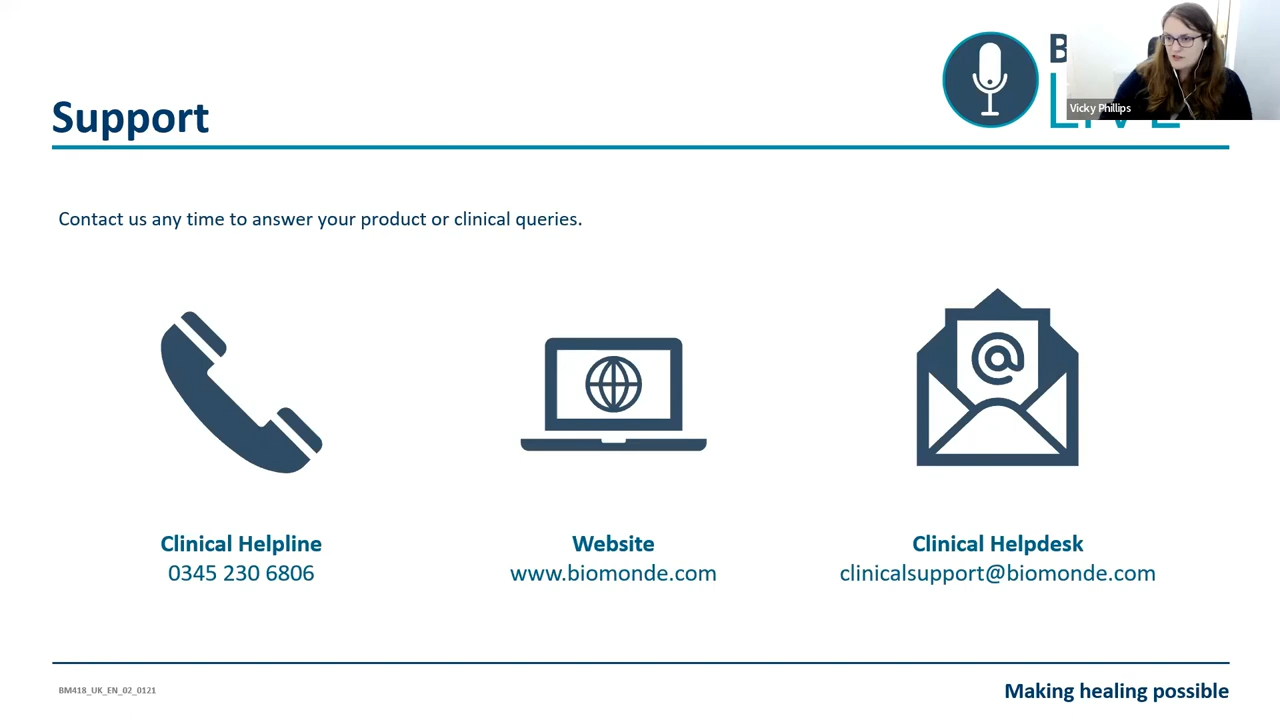 Support
Vicky Phillips
Contact us any time to answer your product or clinical queries.
Clinical Helpline
0345 230 6806
Website
www.biomonde.com
Clinical Helpdesk
clinicalsupport@biomonde.com
BM418_UK_EN_02_0121
Making healing possible